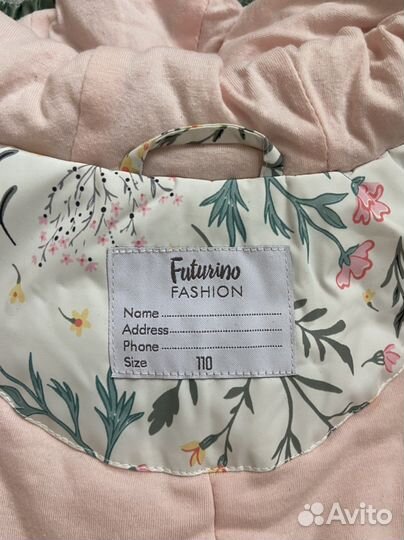 Futurino
FASHION
Name
Address
Phone
Size 110
Avito